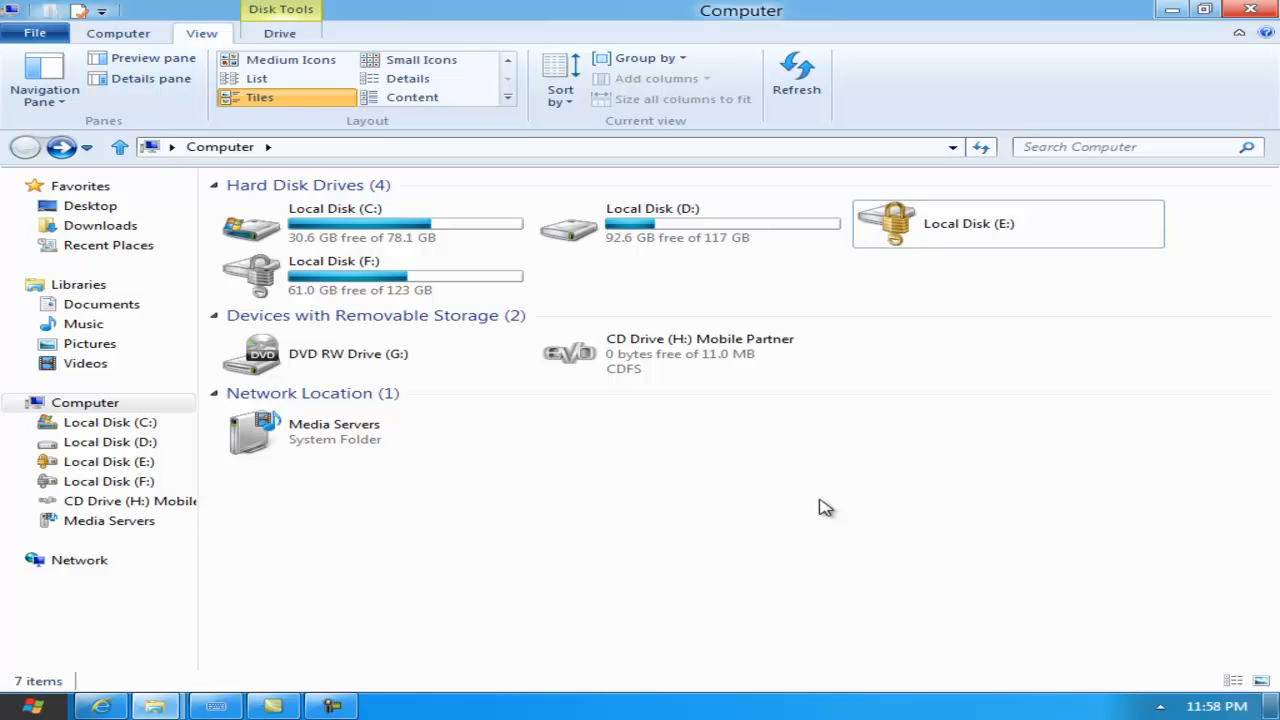 Disk Tools
Computer
File
Computer
View
Drive
Navigation
Pane
Preview pane
Details pane
Panes
Medium Icons
Small Icons
List
Details
Tiles
Content
Layout
Sort
by
Group by
Add columns
Size all columns to fit
Current view
Refresh
Computer
Search Computer
Favorites
Desktop
Downloads
Recent Places
Libraries
Documents
Music
Pictures
Videos
Computer
Local Disk (C:)
Local Disk (D:)
Local Disk (E:)
Local Disk (F:)
CD Drive (H:) Mobile
Media Servers
Network
Hard Disk Drives (4)
Local Disk (C:)
30.6 GB free of 78.1 GB
Local Disk (D:)
92.6 GB free of 117 GB
Local Disk (E:)
Local Disk (F:)
61.0 GB free of 123 GB
Devices with Removable Storage (2)
DVD
DVD RW Drive (G:)
EVDO
CD Drive (H:) Mobile Partner
0 bytes free of 11.0 MB
CDFS
Network Location (1)
Media Servers
System Folder
7 items
11:58 PM